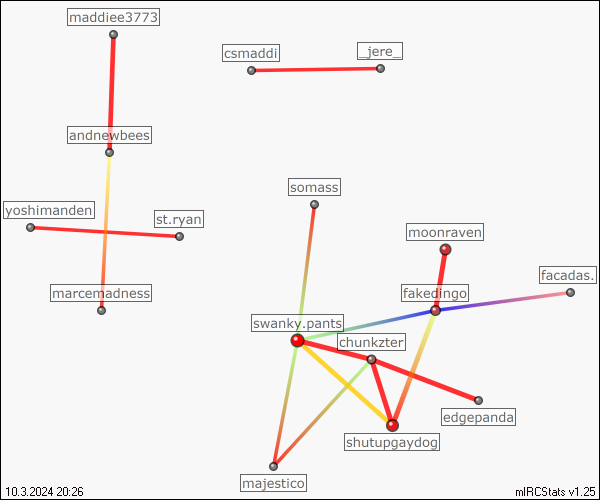 maddiee3773
csmaddi
_jere_
andnewbees
somass
yoshimanden
st.ryan
moonraven
facadas.
marcemadness
fakedingo
swanky.pants
chunkzter
edgepanda
shutupgaydog
majestico
10.3.2024 20:26
mIRCStats v1.25